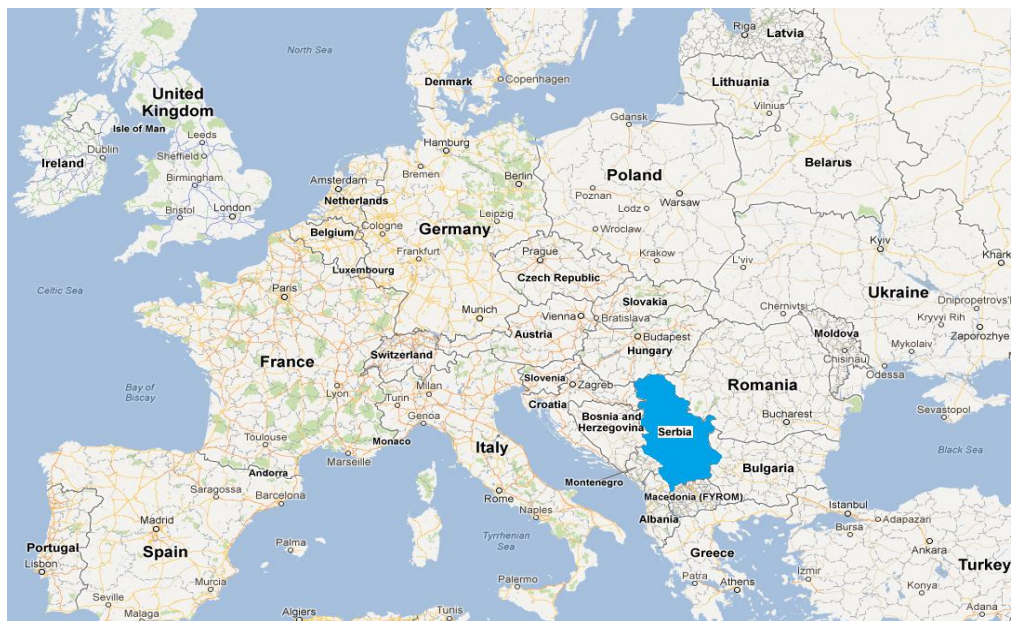 North Sea
Riga
Latvia
Denmark
Copenhagen
Lithuania
Vilnius
United
Kingdom
Isle of Man
Leeds
Gdansk
Dublin
Ireland
Sheffield
Hamburg
Belarus
Birmingham
Bremen
Berlin
Poland
Amsterdam
Poznan
Warsaw
Netherlands
Lodz
Bristol
London
Leipzig
Belgium
Cologne
Germany
Wroclaw
Kyiv
Frankfurt
Prague
Krakow
L'viv
Khark
Luxembourg
Czech Republic
Celtic Sea
Paris
Ukraine
Slovakia
Chernivtsi
Dnipropetrovs'
Munich
Vienna
Bratislava
Kryvyi Rih
Austria
Budapest
Moldova
Zaporozhye
Switzerland
Hungary
Chisinau
Mykolaiv
France
Odessa
Slovenia
Zagreb
Romania
Bay of
Biscay
Lyon
Milan
Turin
Croatia
Sevastopol
Genoa
Bosnia and
Herzegovina
Bucharest
Serbia
Toulouse
Monaco
Italy
Black Sea
Marseille
Andorra
Bulgaria
Montenegro
Saragossa
Barcelona
Rome
Macedonia (FYROM)
Naples
Istanbul
Madrid
Albania
Adapazari
Bursa
Tyrrhenian
Sea
Palma
Portugal
Spain
Greece
Ankara
Lisbon
Turkey
Izmir
Murcia
Palermo
Patra
Athens
Konya
Seville
Malaga
Algiers
Tunis
Adana